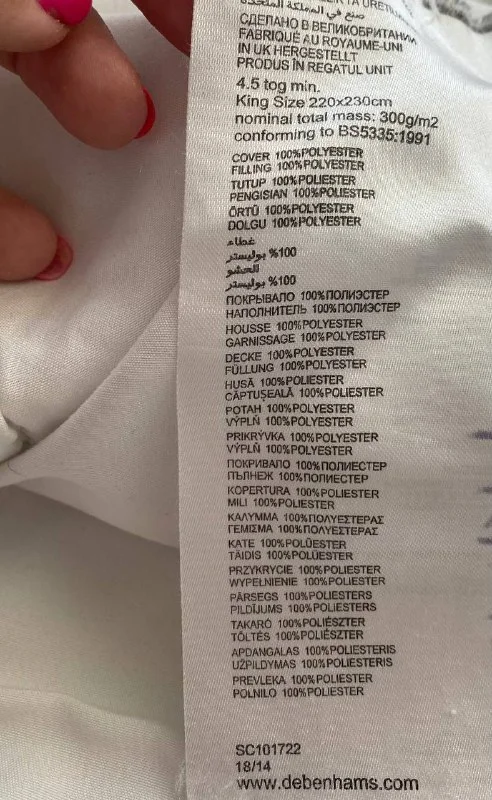 صنع في المملكة المتحدة
СДЕЛАНО В ВЕЛИКОБРИТАНИИ
FABRIQUÉ AU ROYAUME-UNI
IN UK HERGESTELLT
PRODUS ÎN REGATUL UNIT
4.5 tog min.
King Size 220x230cm
nominal total mass: 300g/m2
conforming to BS5335:1991
COVER 100%POLYESTER
FILLING 100%POLYESTER
TUTUP 100%POLIESTER
PENGISIAN 100%POLIESTER
ÖRTÜ 100%POLYESTER
DOLGU 100%POLYESTER
غطاء
100% بوليستر
الحشو
100% بوليستر
ПОКРЫВАЛО 100%ПОЛИЭСТЕР
НАПОЛНИТЕЛЬ 100%ПОЛИЭСТЕР
HOUSSE 100%POLYESTER
GARNISSAGE 100%POLYESTER
DECKE 100%POLYESTER
FÜLLUNG 100%POLYESTER
HUSĂ 100%POLIESTER
CĂPTUŞEALĂ 100%POLIESTER
POTAH 100%POLYESTER
VÝPLŇ 100%POLYESTER
PRIKRÝVKA 100%POLYESTER
VÝPLŇ 100%POLYESTER
ПОКРИВАЛО 100%ПОЛИЕСТЕР
ПЪЛНЕЖ 100%ПОЛИЕСТЕР
KOPERTURA 100%POLIESTER
MILI 100%POLIESTER
ΚΑΛΥΜΜΑ 100%ΠΟΛΥΕΣΤΕΡΑΣ
ΓΕΜΙΣΜΑ 100%ΠΟΛΥΕΣΤΕΡΑΣ
KATE 100%POLÜESTER
TÄIDIS 100%POLÜESTER
PRZYKRYCIE 100%POLIESTER
WYPEŁNIENIE 100%POLIESTER
PĀRSEGS 100%POLIESTERS
PILDĪJUMS 100%POLIESTERS
TAKARÓ 100%POLIÉSZTER
TÖLTÉS 100%POLIÉSZTER
APDANGALAS 100%POLIESTERIS
UŽPILDYMAS 100%POLIESTERIS
PREVLEKA 100%POLIESTER
POLNILO 100%POLIESTER
SC101722
18/14
www.debenhams.com